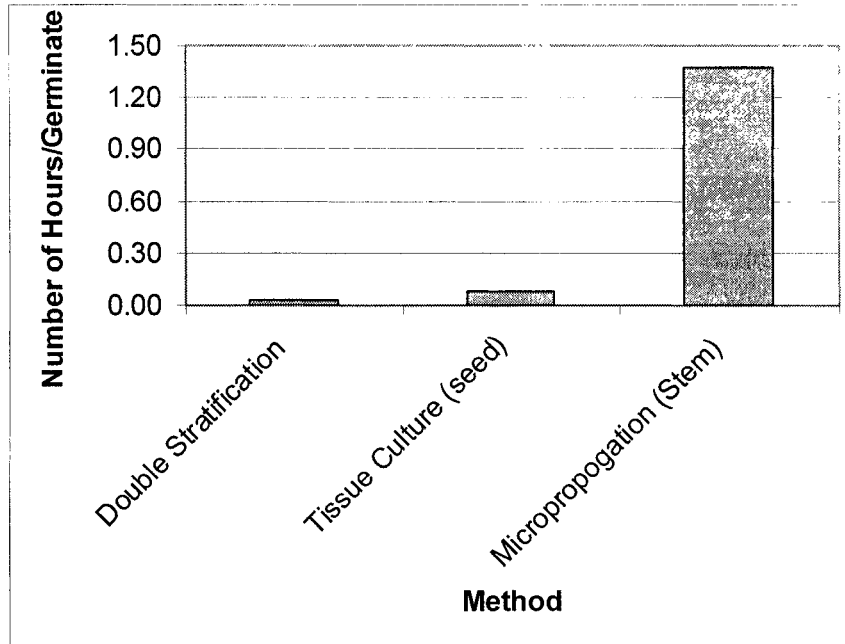 Number of Hours/Germinate
1.50
1.20
0.90
0.60
0.30
0.00
Double Stratification
Tissue Culture (seed)
Micropropogation (Stem)
Method